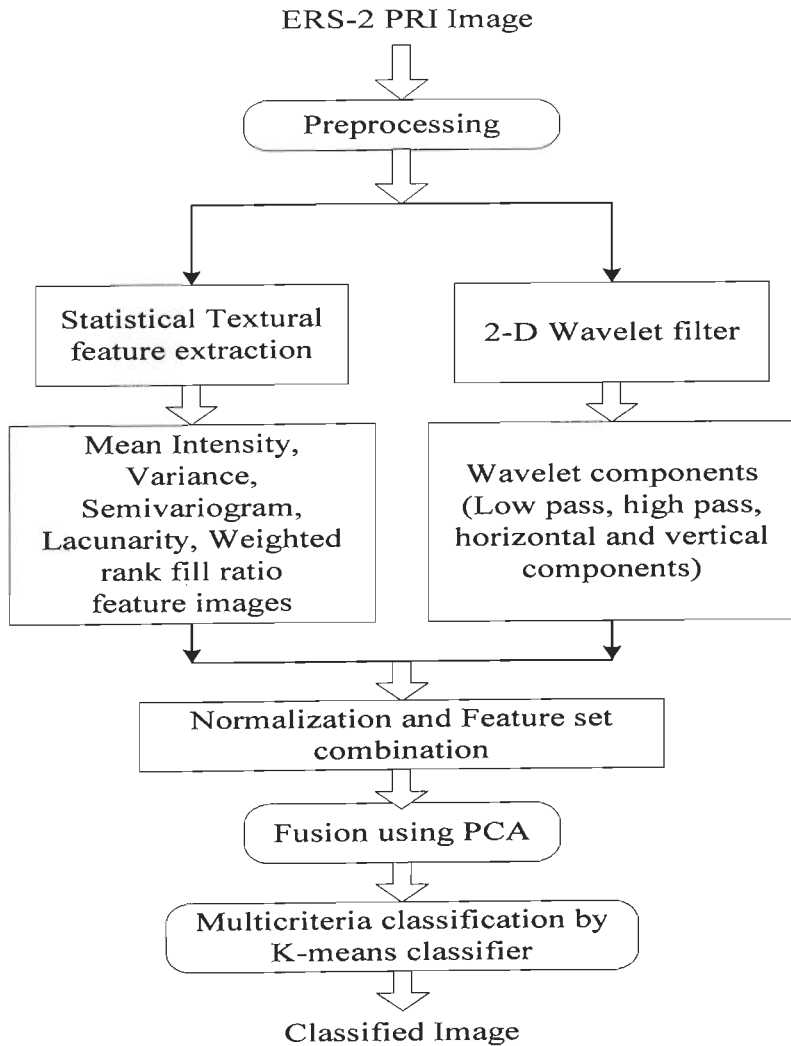 ERS-2 PRI Image
Preprocessing
Statistical Textural
feature extraction
2-D Wavelet filter
Mean Intensity,
Variance,
Semivariogram,
Lacunarity, Weighted
rank fill ratio
feature images
Wavelet components
(Low pass, high pass,
horizontal and vertical
components)
Normalization and Feature set
combination
Fusion using PCA
Multicriteria classification by
K-means classifier
Classified Image